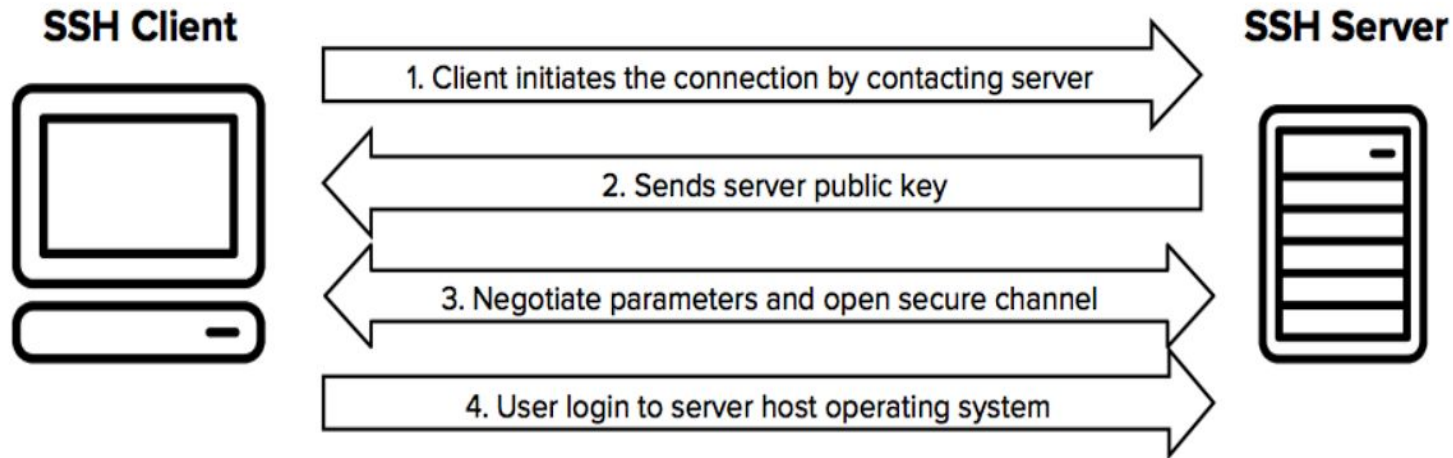 SSH Client
SSH Server
1. Client initiates the connection by contacting server
2. Sends server public key
3. Negotiate parameters and open secure channel
4. User login to server host operating system